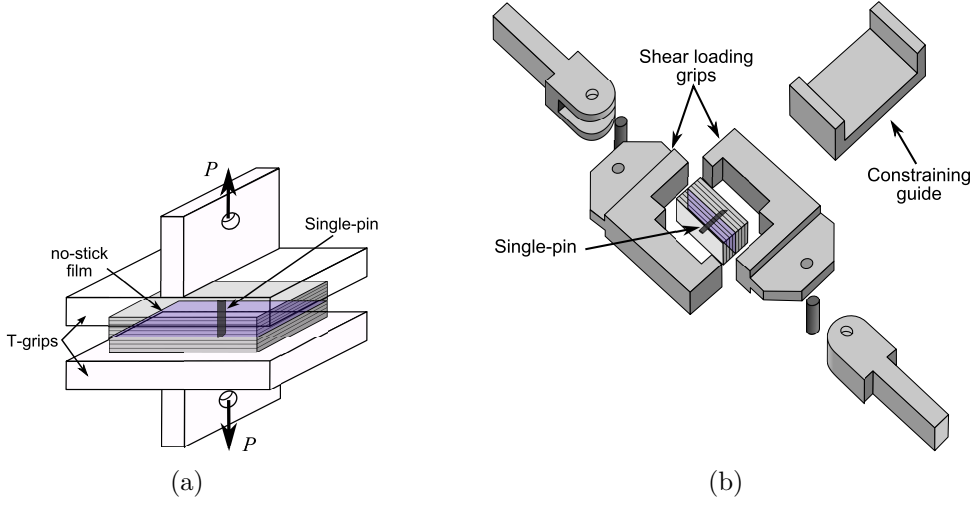 P
Single-pin
no-stick
film
T-grips
P
(a)
Shear loading
grips
Constraining
guide
Single-pin
(b)